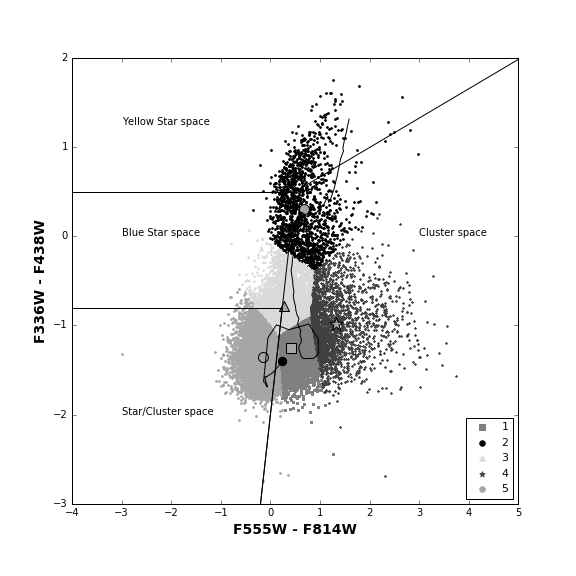 2
Yellow Star space
1
0
Blue Star space
Cluster space
F336W - F438W
−1
−2
Star/Cluster space
1
2
3
4
5
−3
−4 −3 −2 −1 0 1 2 3 4 5
F555W - F814W